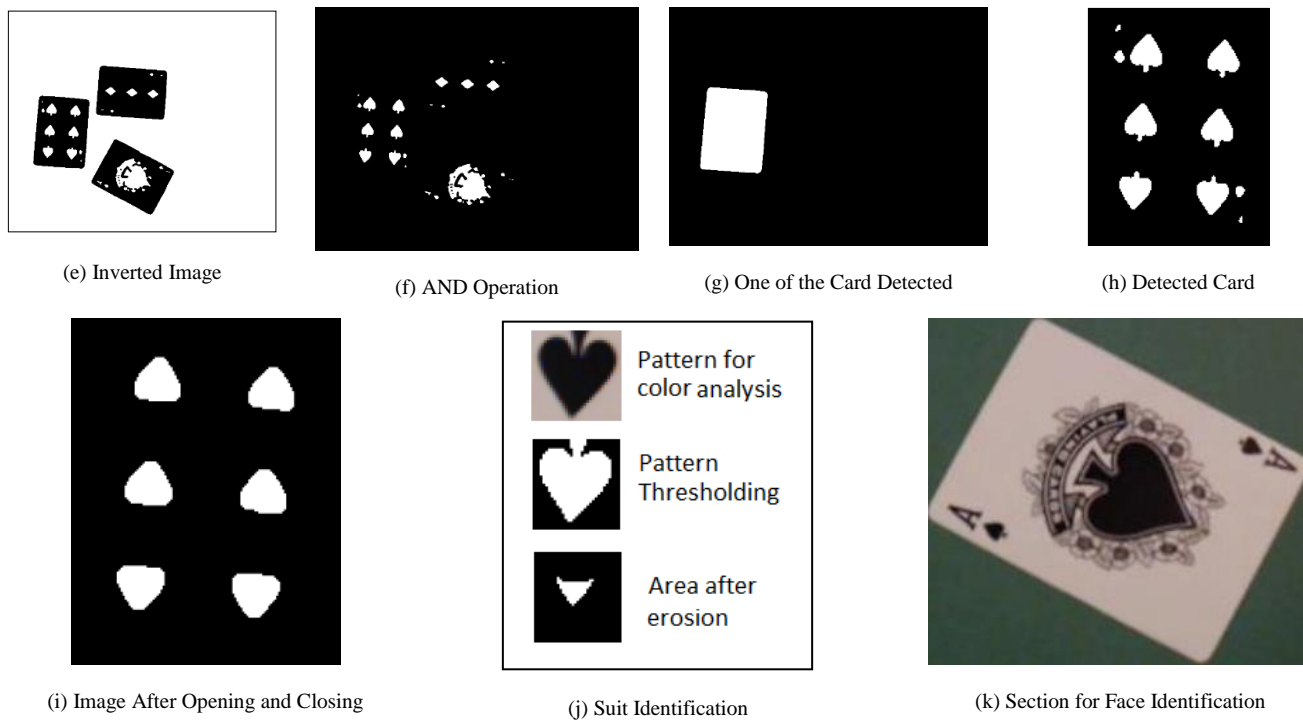 (e) Inverted Image
(f) AND Operation
(g) One of the Card Detected
(h) Detected Card
Pattern for
color analysis
Pattern
Thresholding
Area after
erosion
A
A
(i) Image After Opening and Closing
(j) Suit Identification
(k) Section for Face Identification